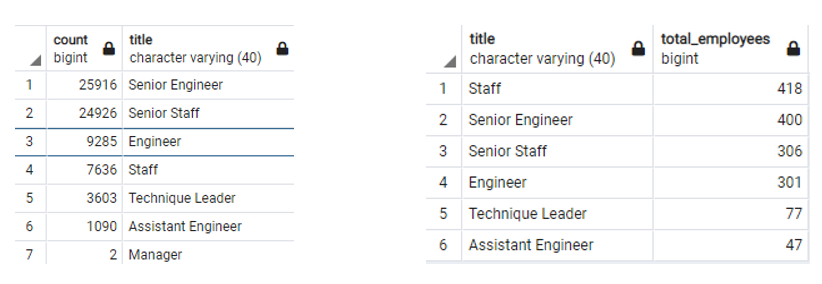 count title
bigint character varying (40)
1 25916 Senior Engineer
2 24926 Senior Staff
3 9285 Engineer
4 7636 Staff
5 3603 Technique Leader
6 1090 Assistant Engineer
7 2 Manager
title total_employees
character varying (40) bigint
1 Staff 418
2 Senior Engineer 400
3 Senior Staff 306
4 Engineer 301
5 Technique Leader 77
6 Assistant Engineer 47